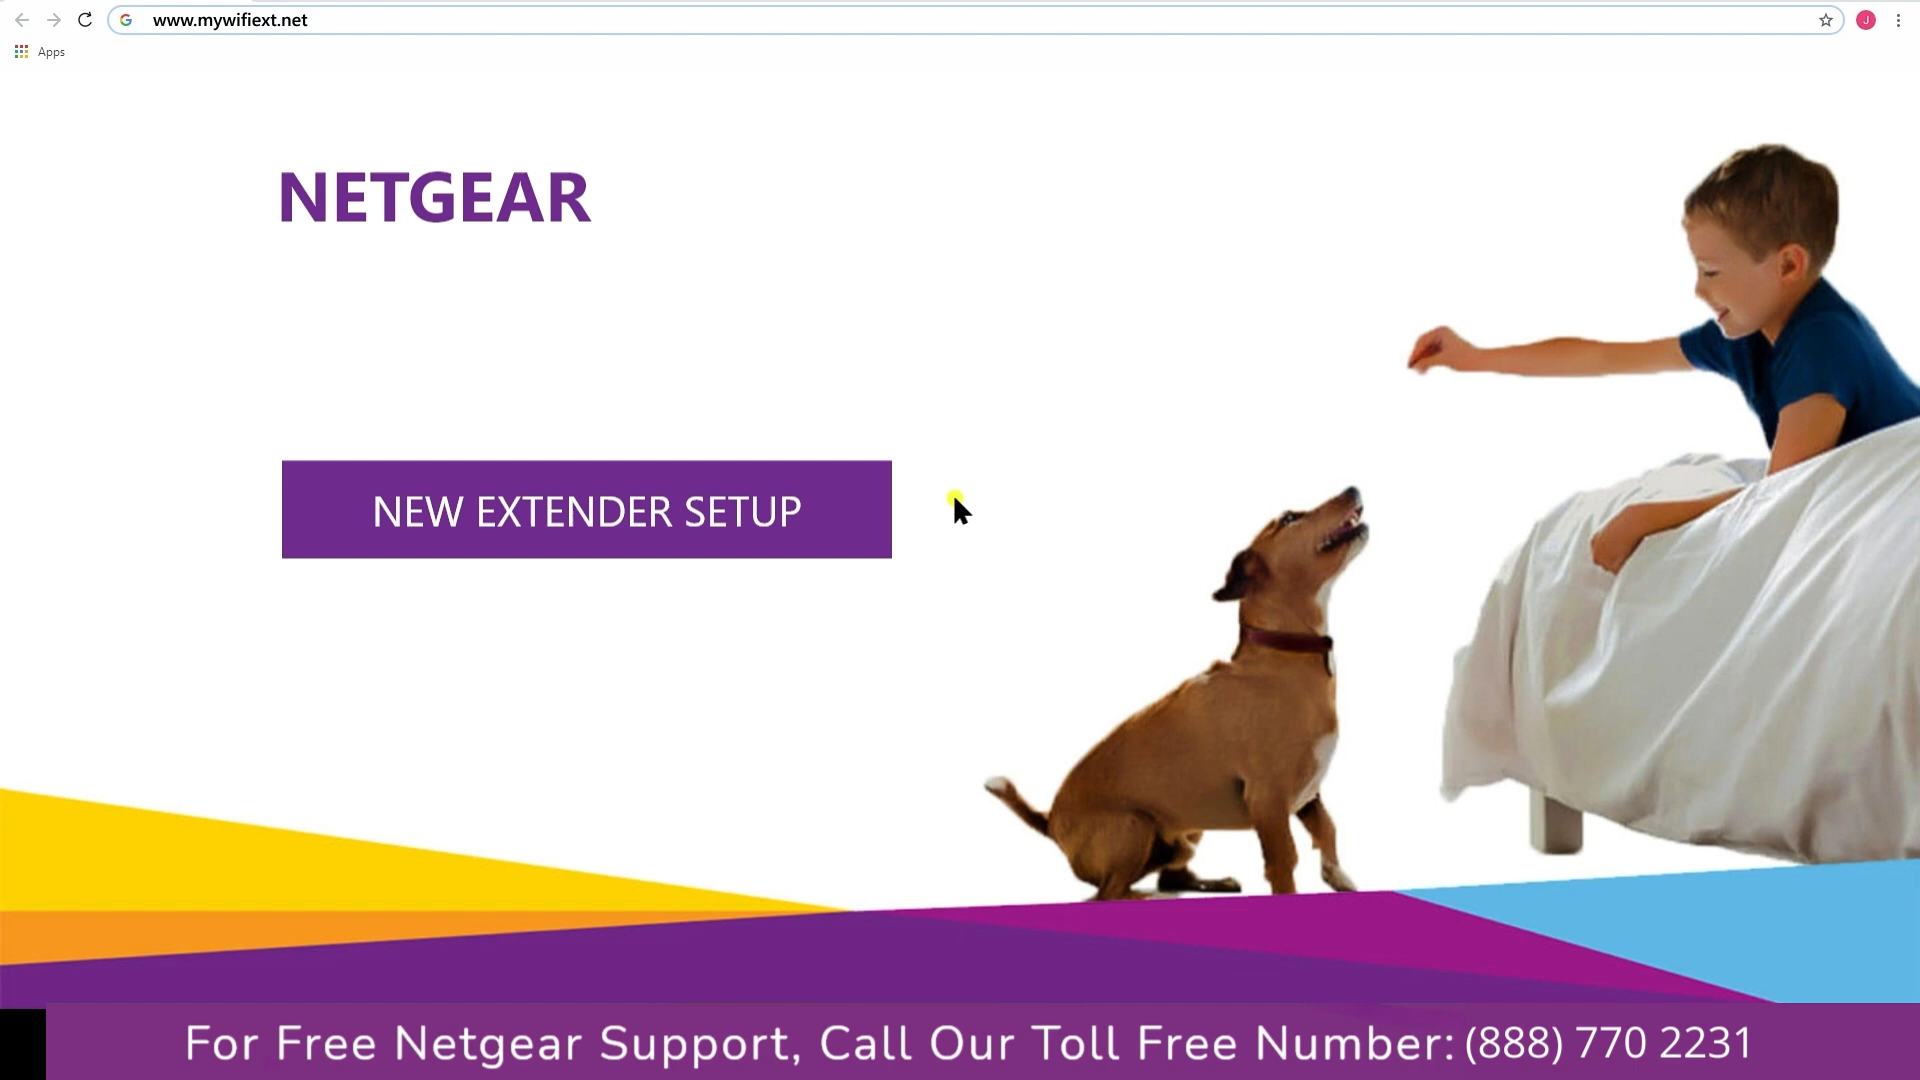 www.mywifiext.net
J
Apps
NETGEAR
NEW EXTENDER SETUP
For Free Netgear Support, Call Our Toll Free Number: (888) 770 2231